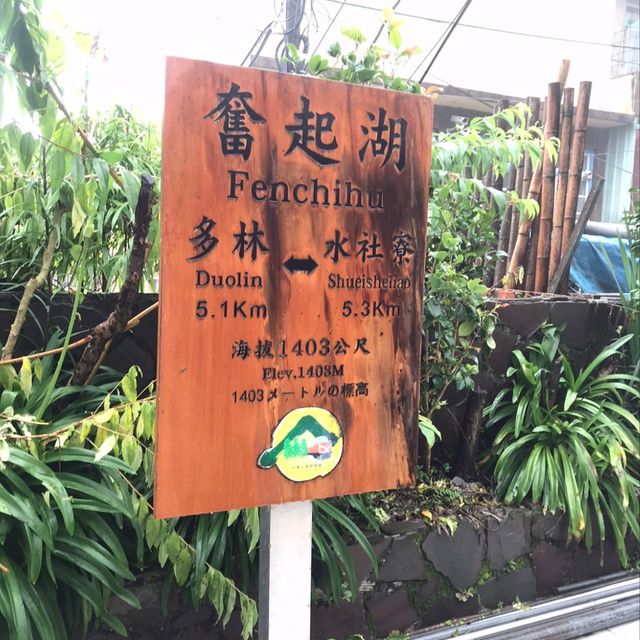 奮起湖
Fenchihu
多林 ↔ 水社寮
Duolin Shueisheliao
5.1Km 5.3Km
海拔1403公尺
Elev.1403M
1403メートルの標高